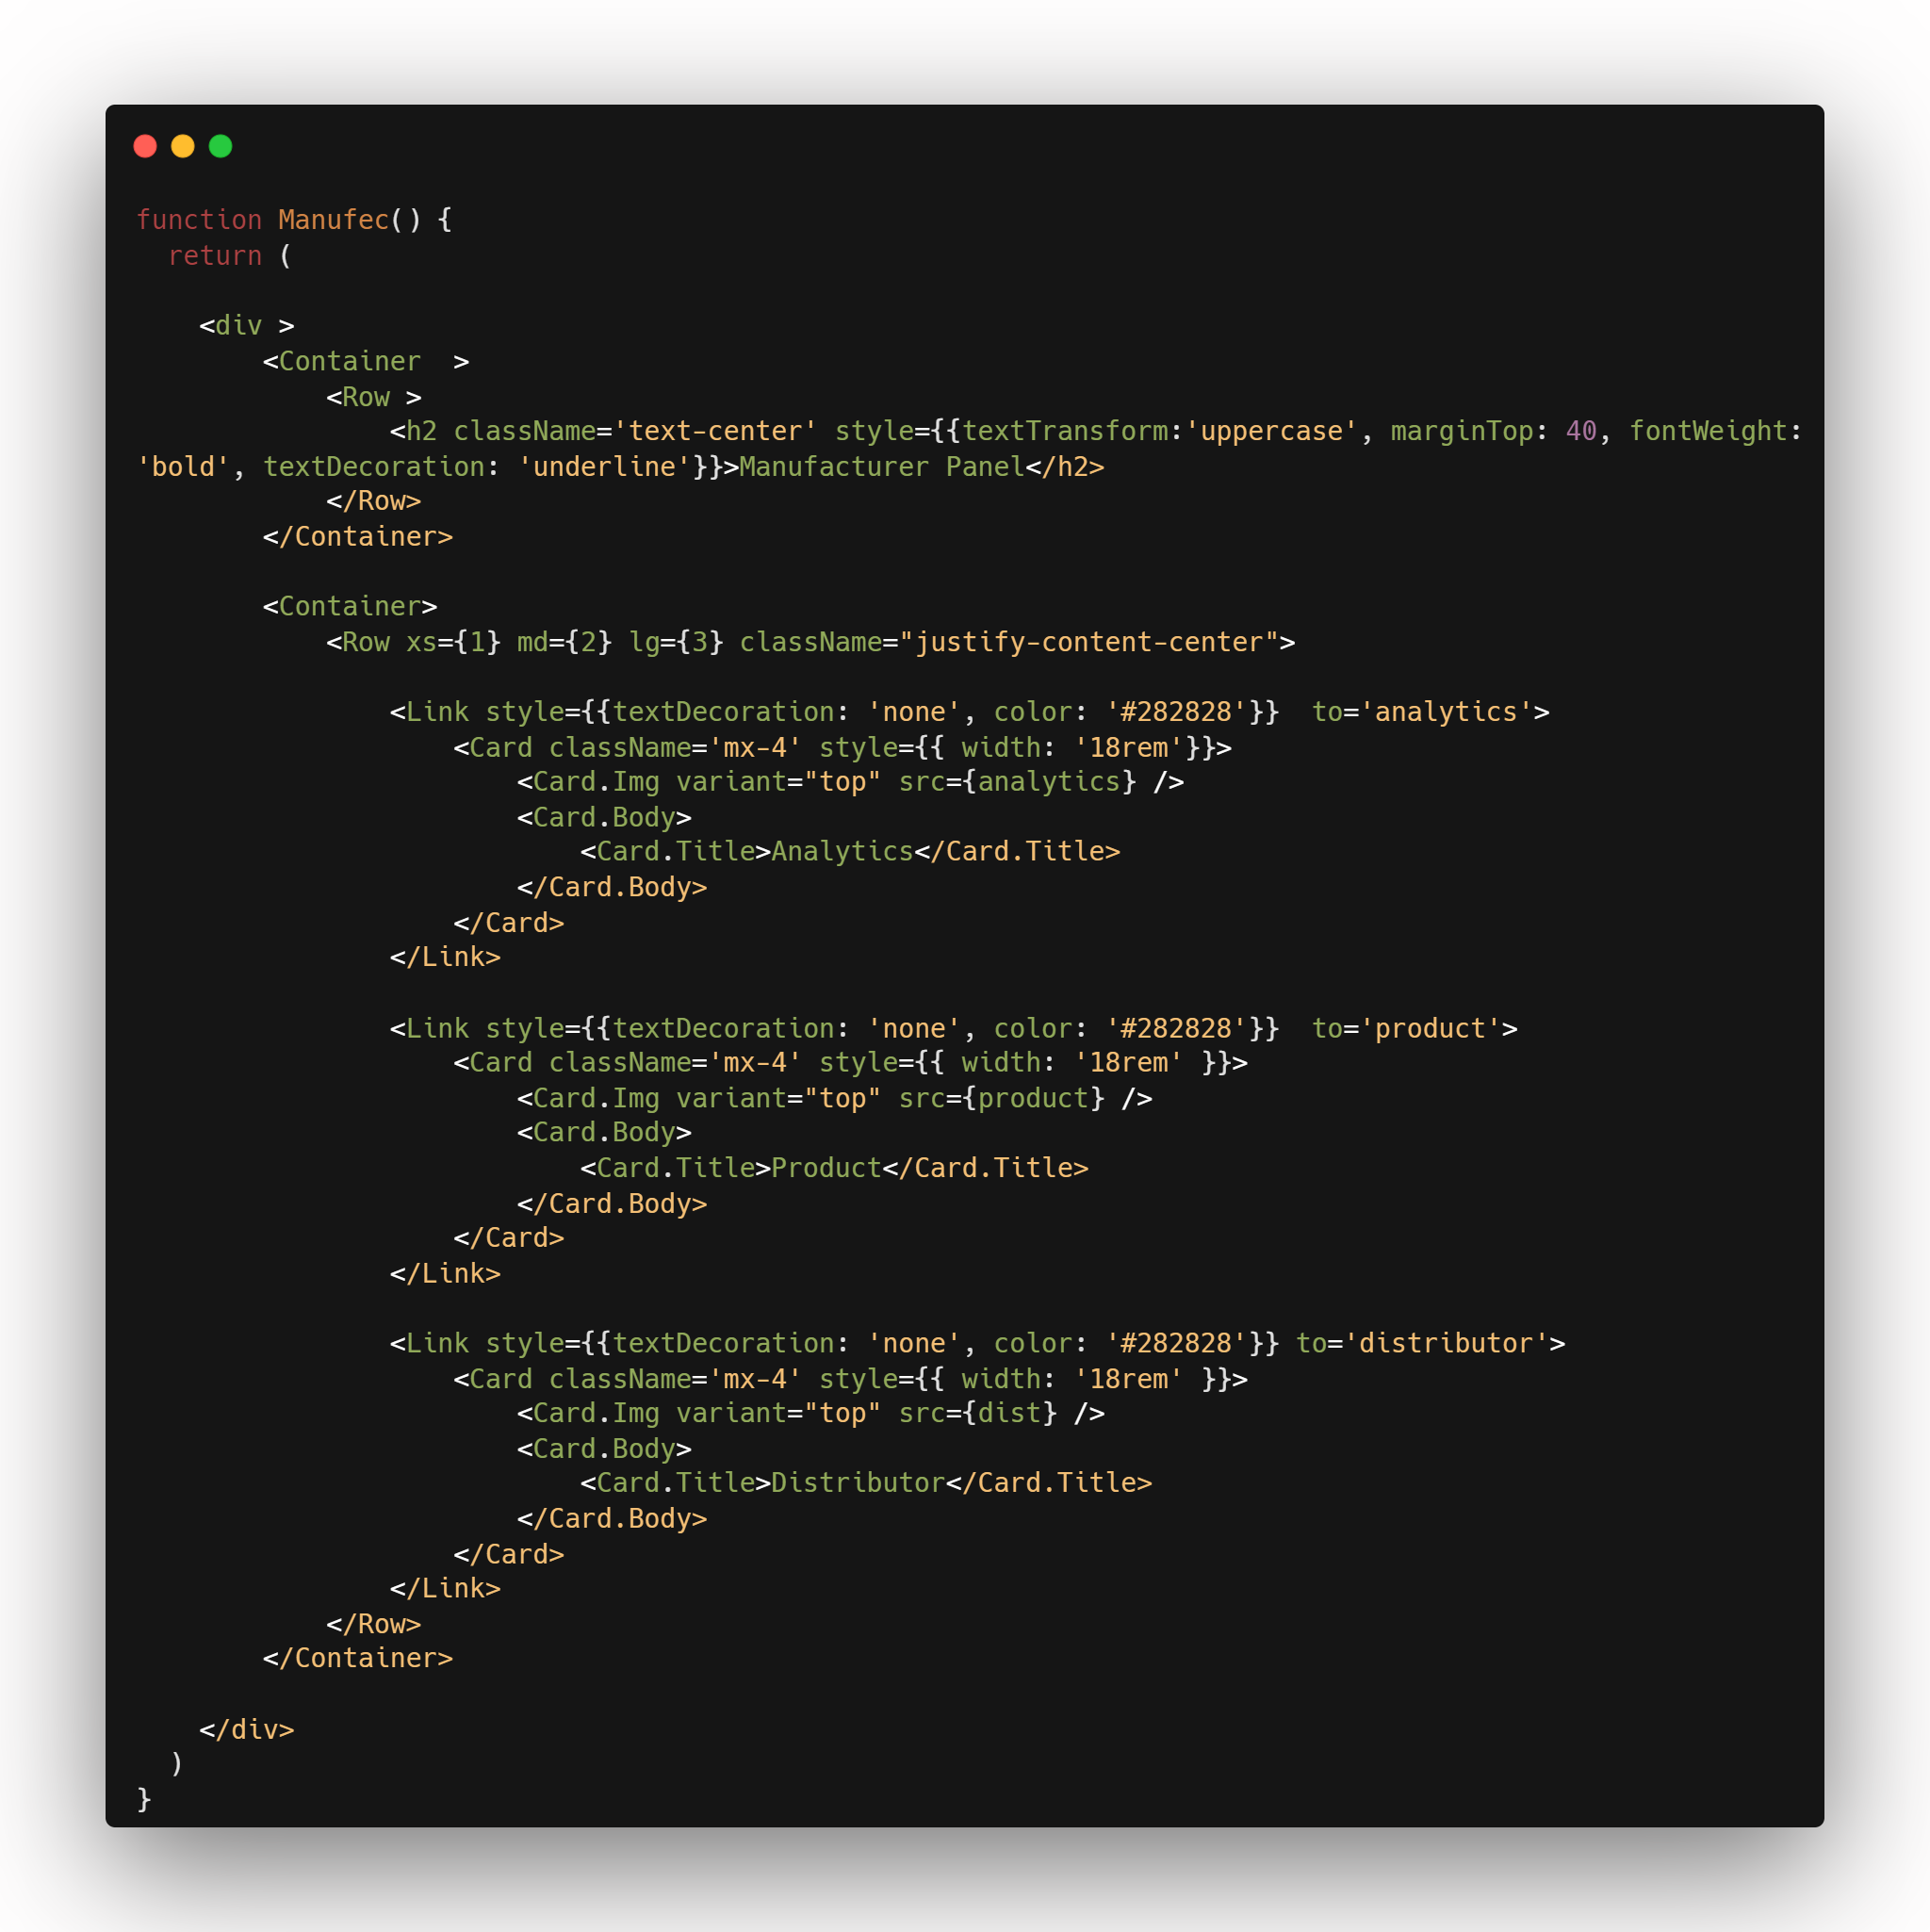 function Manufec() {
  return (

    <div >
        <Container  >
            <Row >
                <h2 className='text-center' style={{textTransform:'uppercase', marginTop: 40, fontWeight:
'bold', textDecoration: 'underline'}}>Manufacturer Panel</h2>
            </Row>
        </Container>

        <Container>
            <Row xs={1} md={2} lg={3} className="justify-content-center">

                <Link style={{textDecoration: 'none', color: '#282828'}}  to='analytics'>
                    <Card className='mx-4' style={{ width: '18rem'}}>
                        <Card.Img variant="top" src={analytics} />
                        <Card.Body>
                            <Card.Title>Analytics</Card.Title>
                        </Card.Body>
                    </Card>
                </Link>

                <Link style={{textDecoration: 'none', color: '#282828'}}  to='product'>
                    <Card className='mx-4' style={{ width: '18rem' }}>
                        <Card.Img variant="top" src={product} />
                        <Card.Body>
                            <Card.Title>Product</Card.Title>
                        </Card.Body>
                    </Card>
                </Link>

                <Link style={{textDecoration: 'none', color: '#282828'}} to='distributor'>
                    <Card className='mx-4' style={{ width: '18rem' }}>
                        <Card.Img variant="top" src={dist} />
                        <Card.Body>
                            <Card.Title>Distributor</Card.Title>
                        </Card.Body>
                    </Card>
                </Link>
            </Row>
        </Container>

    </div>
  )
}